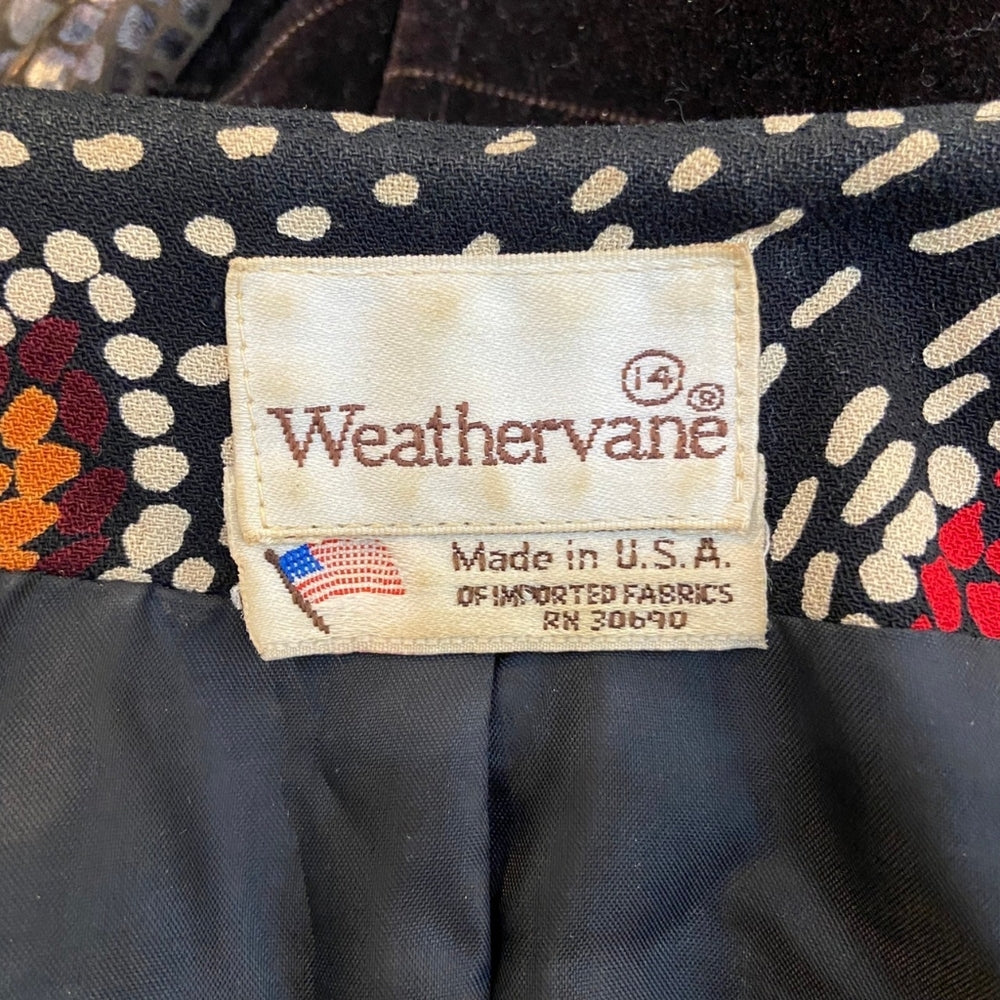 14
Weathervane ®
Made in U.S.A.
OF IMPORTED FABRICS
RN 30690